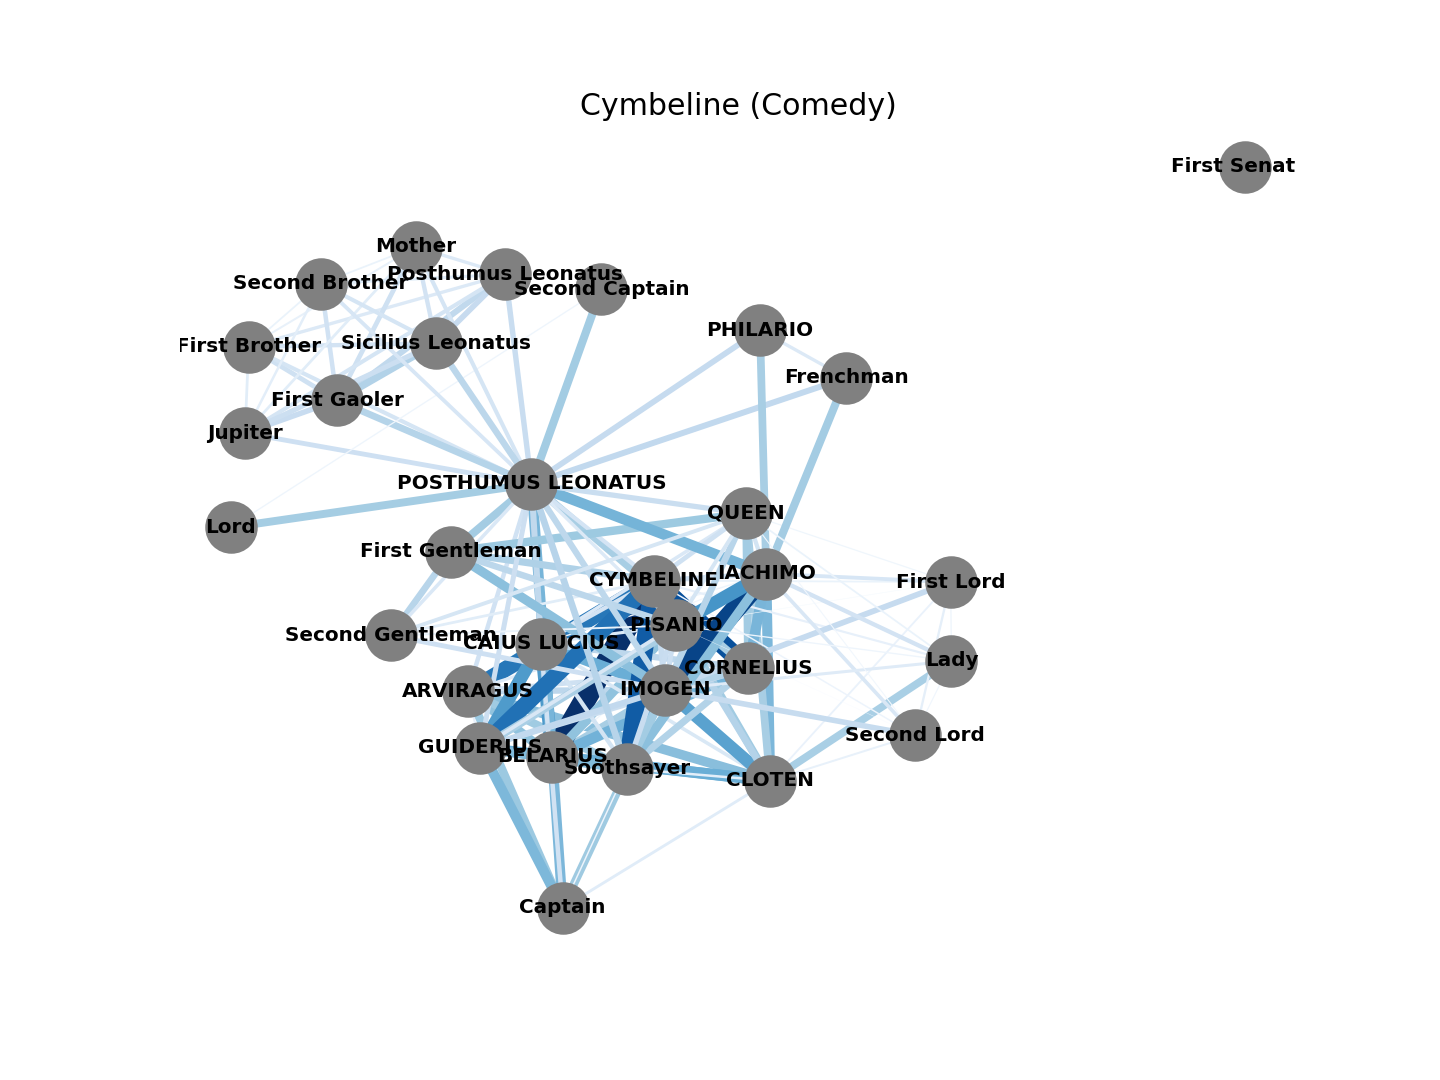 Cymbeline (Comedy)
First Senat
Mother
Posthumus Leonatus
Second Brother
Second Captain
PHILARIO
First Brother
Sicilius Leonatus
Frenchman
First Gaoler
Jupiter
POSTHUMUS LEONATUS
QUEEN
Lord
First Gentleman
IACHIMO
CYMBELINE
First Lord
PISANIO
Second Gentleman
CAIUS LUCIUS
Lady
CORNELIUS
IMOGEN
ARVIRAGUS
Second Lord
GUIDERIUS
BELARIUS
Soothsayer
CLOTEN
Captain